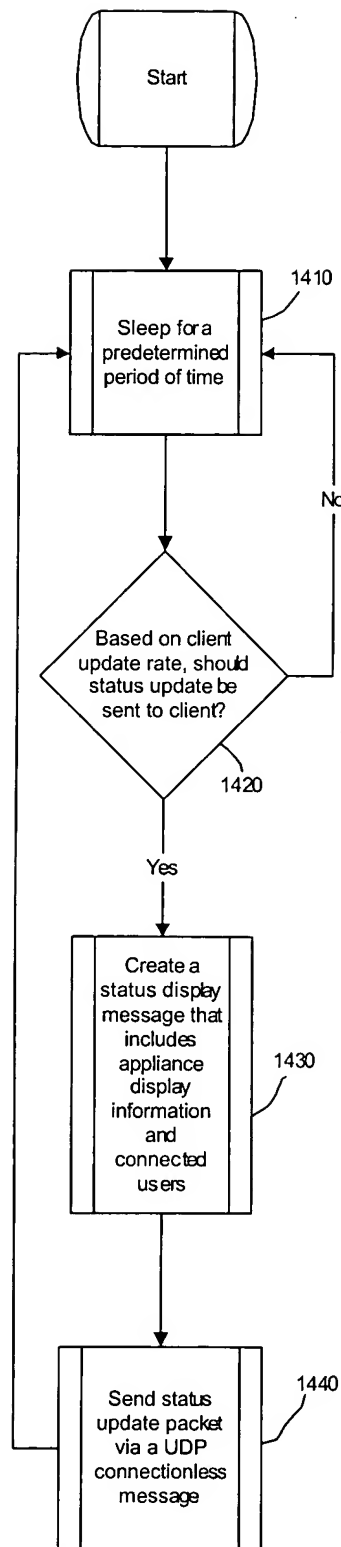 Start
1410
Sleep for a
predetermined
period of time
No
Based on client
update rate, should
status update be
sent to client?
1420
Yes
Create a
status display
message that
includes
appliance
display
information
and
connected
users
1430
1440
Send status
update packet
via a UDP
connectionless
message